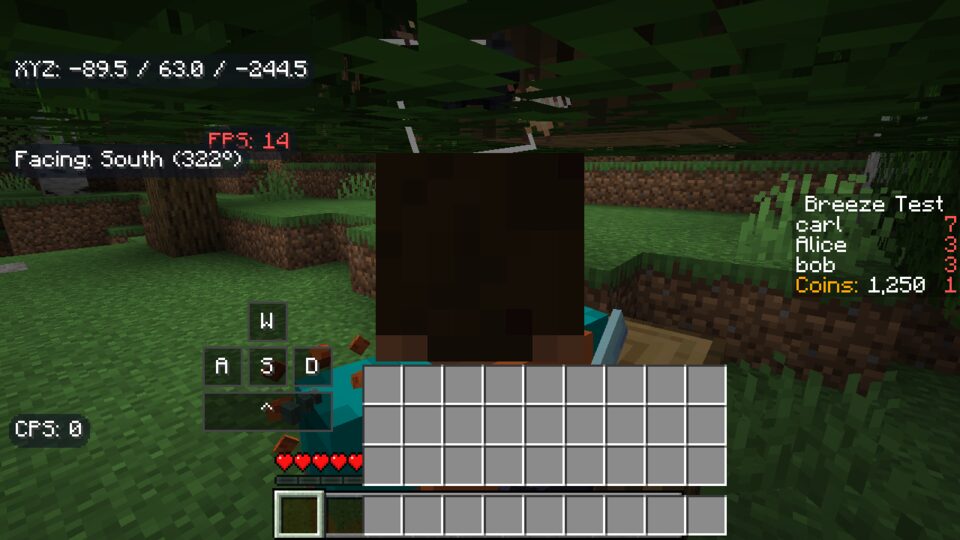 XYZ: -89.5 / 63.0 / -244.5
FPS: 14
Facing: South (322°)
Breeze Test
carl 7
Alice 3
bob 3
Coins: 1,250 1
W
A S D
^
CPS: 0